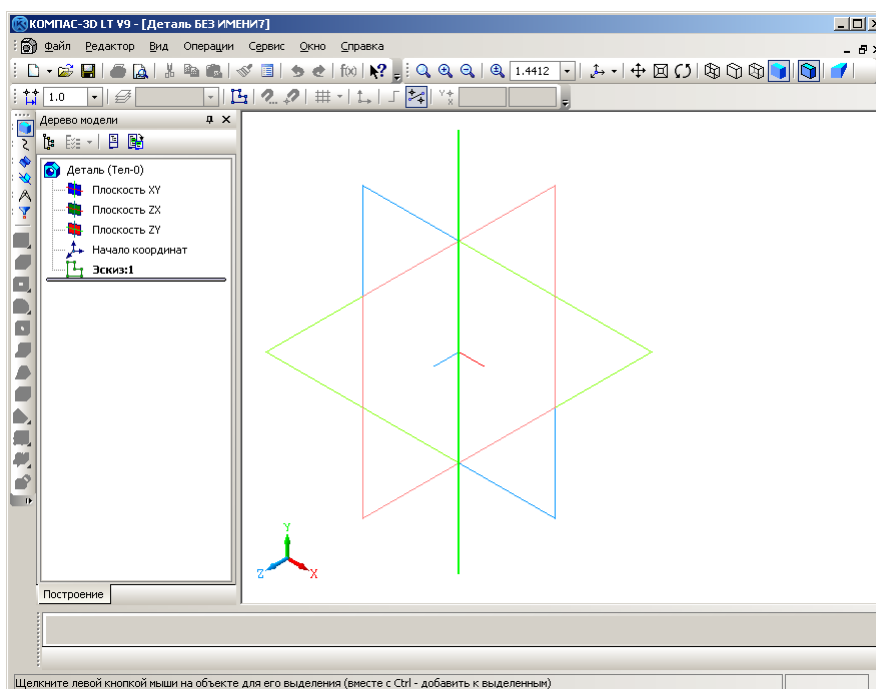 КОМПАС-3D LT V9 - [Деталь БЕЗ ИМЕНИ7]
Файл Редактор Вид Операции Сервис Окно Справка
f(x) 1.4412
1.0
Дерево модели
Деталь (Тел-0)
Плоскость XY
Плоскость ZX
Плоскость ZY
Начало координат
Эскиз:1
Y
Z X
Построение
Щелкните левой кнопкой мыши на объекте для его выделения (вместе с Ctrl - добавить к выделенным)